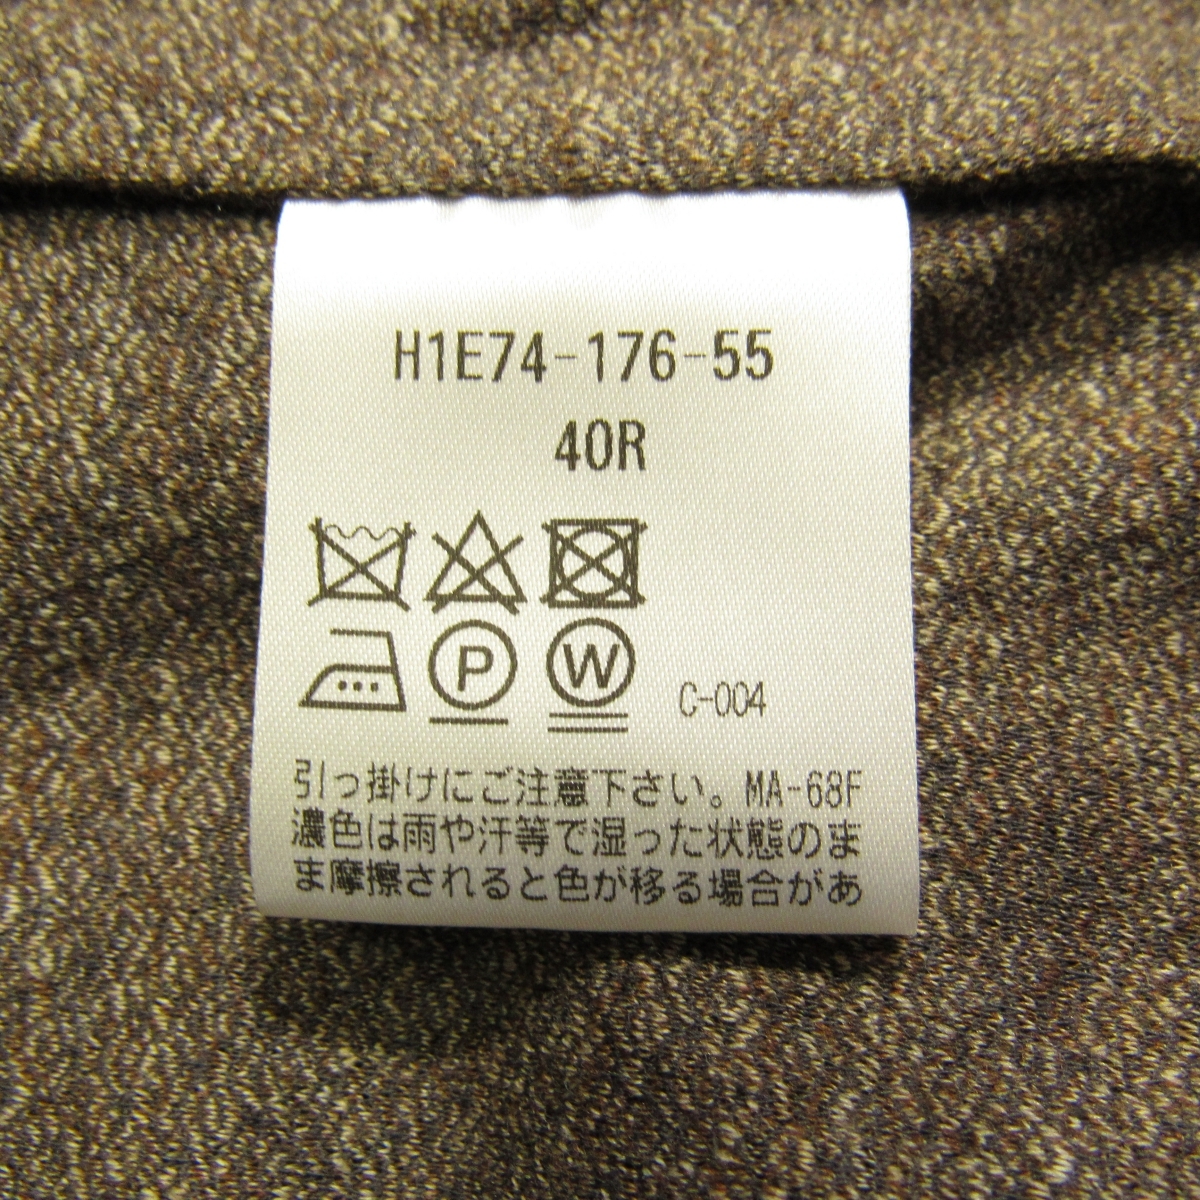 H1E74-176-55
40R
P W C-004
引っ掛けにご注意下さい。MA-68F
濃色は雨や汗等で湿った状態のま
ま摩擦されると色が移る場合があ